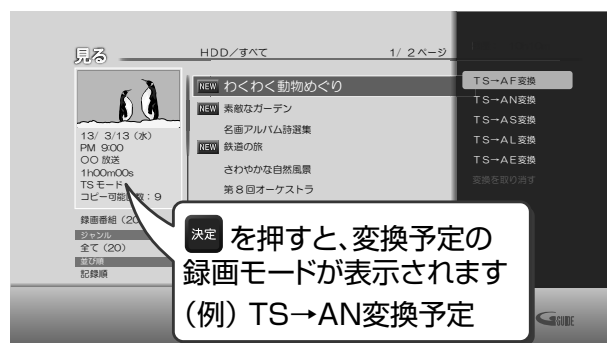 見る
HDD/すべて
1/ 2ページ
NEW わくわく動物めぐり
NEW 素敵なガーデン
名画アルバム詩選集
NEW 鉄道の旅
さわやかな自然風景
第8回オーケストラ
13/ 3/13(水)
PM 9:00
〇〇 放送
1h00m00s
TSモード
コピー可能回数:9
録画番組(20
ジャンル
全て(20)
並び順
記録順
TS→AF変換
TS→AN変換
TS→AS変換
TS→AL変換
TS→AE変換
変換を取り消す
決定 を押すと、変換予定の
録画モードが表示されます
(例)TS→AN変換予定
GGUIDE